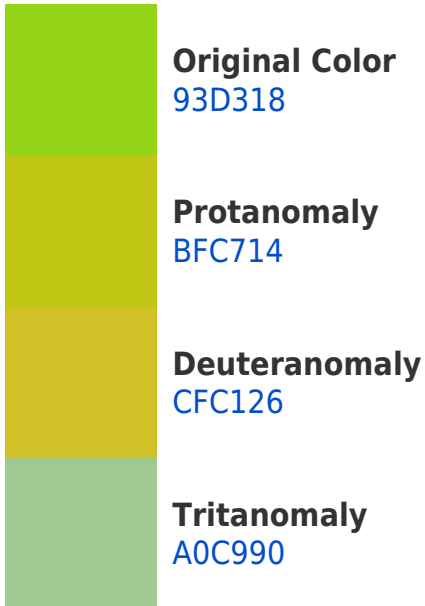 Original Color
93D318
Protanomaly
BFC714
Deuteranomaly
CFC126
Tritanomaly
A0C990